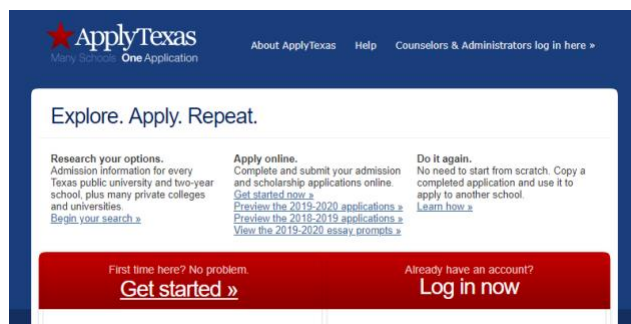 ApplyTexas
Many Schools One Application
About ApplyTexas Help Counselors & Administrators log in here »
Explore. Apply. Repeat.
Research your options.
Admission information for every
Texas public university and two-year
school, plus many private colleges
and universities.
Begin your search »
Apply online.
Complete and submit your admission
and scholarship applications online.
Get started now »
Preview the 2019-2020 applications »
Preview the 2018-2019 applications »
View the 2019-2020 essay prompts »
Do it again.
No need to start from scratch. Copy a
completed application and use it to
apply to another school.
Learn how »
First time here? No problem.
Get started »
Already have an account?
Log in now